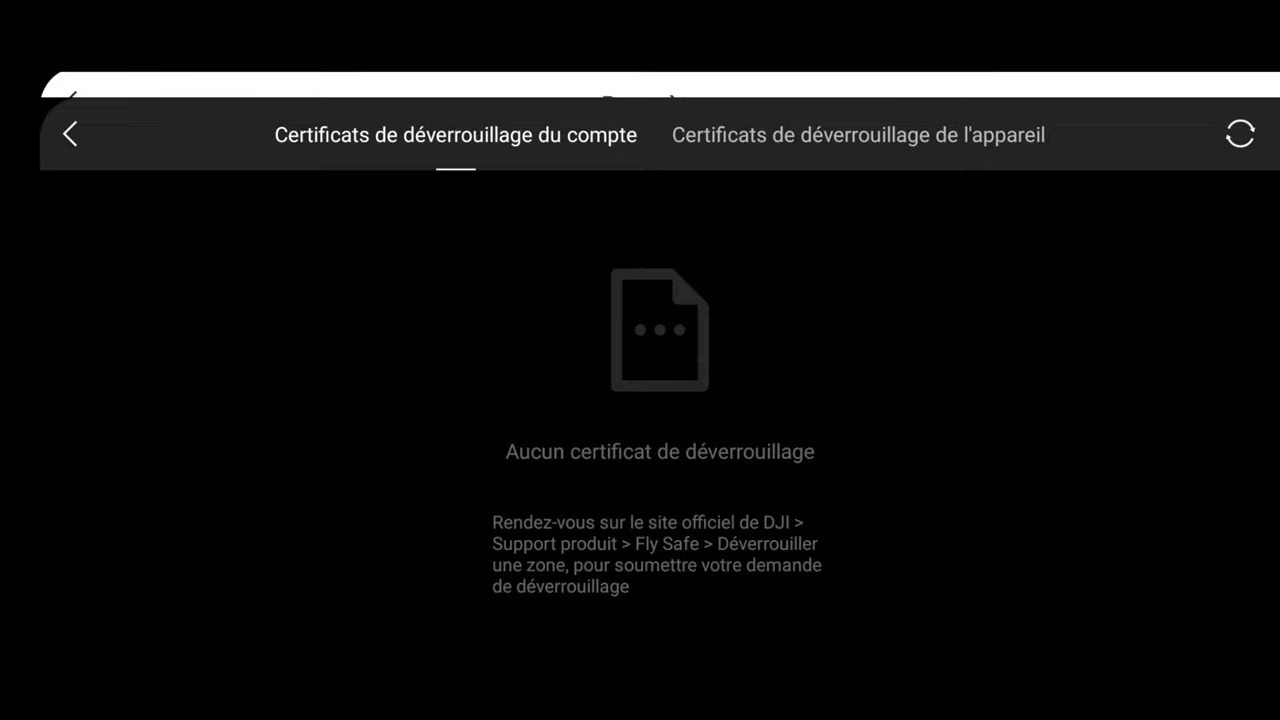 Certificats de déverrouillage du compte
Certificats de déverrouillage de l'appareil
Aucun certificat de déverrouillage
Rendez-vous sur le site officiel de DJI >
Support produit > Fly Safe > Déverrouiller
une zone, pour soumettre votre demande
de déverrouillage